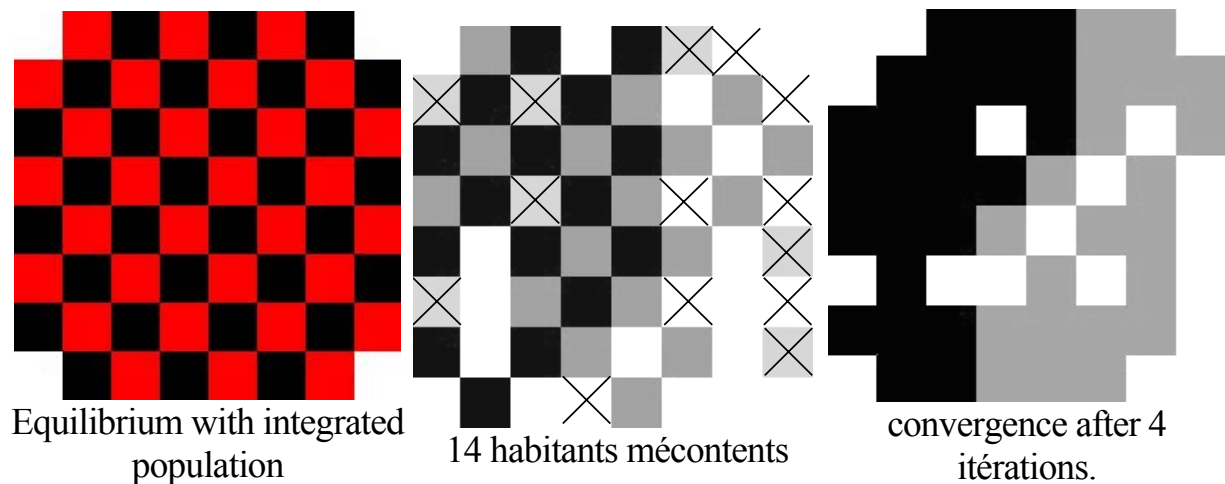 Equilibrium with integrated
population
14 habitants mécontents
convergence after 4
itérations.